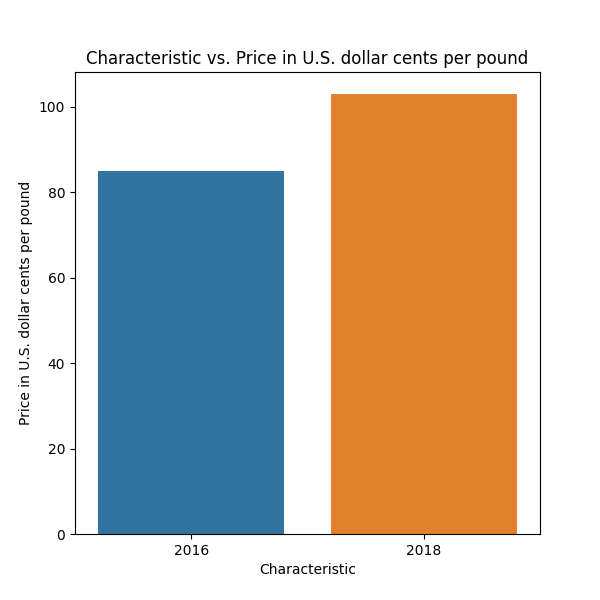 Characteristic vs. Price in U.S. dollar cents per pound
Price in U.S. dollar cents per pound
100
80
60
40
20
0
2016 2018
Characteristic